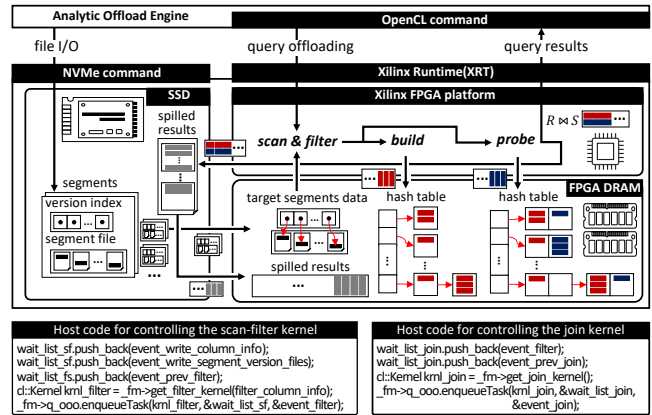 Analytic Offload Engine
OpenCL command
file I/O
query offloading
query results
NVMe command
Xilinx Runtime(XRT)
SSD
Xilinx FPGA platform
spilled
results
R ⋈ S
scan & filter
build
probe
segments
version index
segment file
target segments data
hash table
hash table
FPGA DRAM
spilled results
Host code for controlling the scan-filter kernel
wait_list_sf.push_back(event_write_column_info);
wait_list_sf.push_back(event_write_segment_version_files);
wait_list_fs.push_back(event_prev_filter);
cl::Kernel krnl_filter = _fm->get_filter_kernel(filter_column_info);
_fm->q_ooo.enqueueTask(krnl_filter, &wait_list_sf, &event_filter);
Host code for controlling the join kernel
wait_list_join.push_back(event_filter);
wait_list_join.push_back(event_prev_join);
cl::Kernel krnl_join = _fm->get_join_kernel();
_fm->q_ooo.enqueueTask(krnl_join, &wait_list_join,
&event_join);